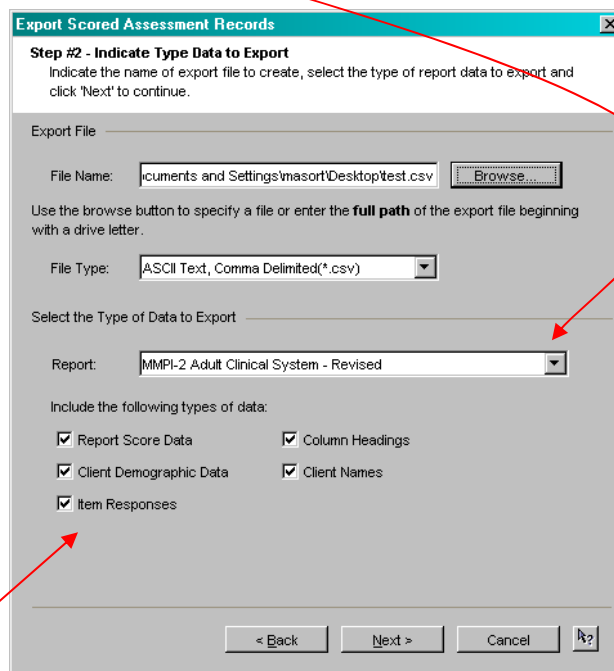 Export Scored Assessment Records
Step #2 - Indicate Type Data to Export
Indicate the name of export file to create, select the type of report data to export and
click 'Next' to continue.
Export File
File Name: ocuments and Settings\masort\Desktop\test.csv Browse...
Use the browse button to specify a file or enter the full path of the export file beginning
with a drive letter.
File Type: ASCII Text, Comma Delimited(*.csv)
Select the Type of Data to Export
Report: MMPI-2 Adult Clinical System - Revised
Include the following types of data:
Report Score Data Column Headings
Client Demographic Data Client Names
Item Responses
< Back Next > Cancel ?